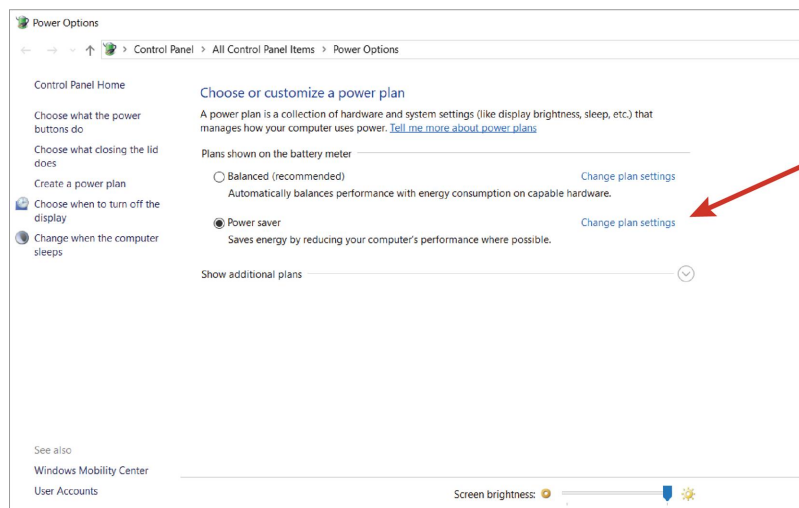 Power Options
Control Panel > All Control Panel Items > Power Options
Control Panel Home
Choose what the power
buttons do
Choose what closing the lid
does
Create a power plan
Choose when to turn off the
display
Change when the computer
sleeps
Choose or customize a power plan
A power plan is a collection of hardware and system settings (like display brightness, sleep, etc.) that
manages how your computer uses power. Tell me more about power plans
Plans shown on the battery meter
Balanced (recommended) Change plan settings
Automatically balances performance with energy consumption on capable hardware.
Power saver Change plan settings
Saves energy by reducing your computer's performance where possible.
Show additional plans
See also
Windows Mobility Center
User Accounts
Screen brightness: